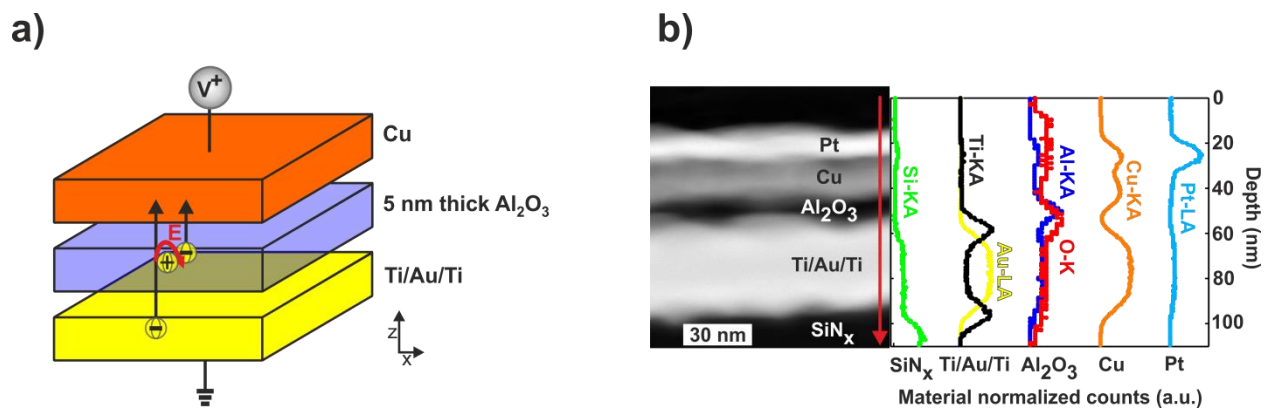 a)
V⁺
Cu
5 nm thick Al₂O₃
E
+
−
Ti/Au/Ti
−
z
x
b)
Pt
Cu
Al₂O₃
Ti/Au/Ti
30 nm
SiNₓ
Si-KA
Ti-KA
Au-LA
Al-KA
O-K
Cu-KA
Pt-LA
0
20
40
60
80
100
Depth (nm)
SiNₓ Ti/Au/Ti Al₂O₃ Cu Pt
Material normalized counts (a.u.)